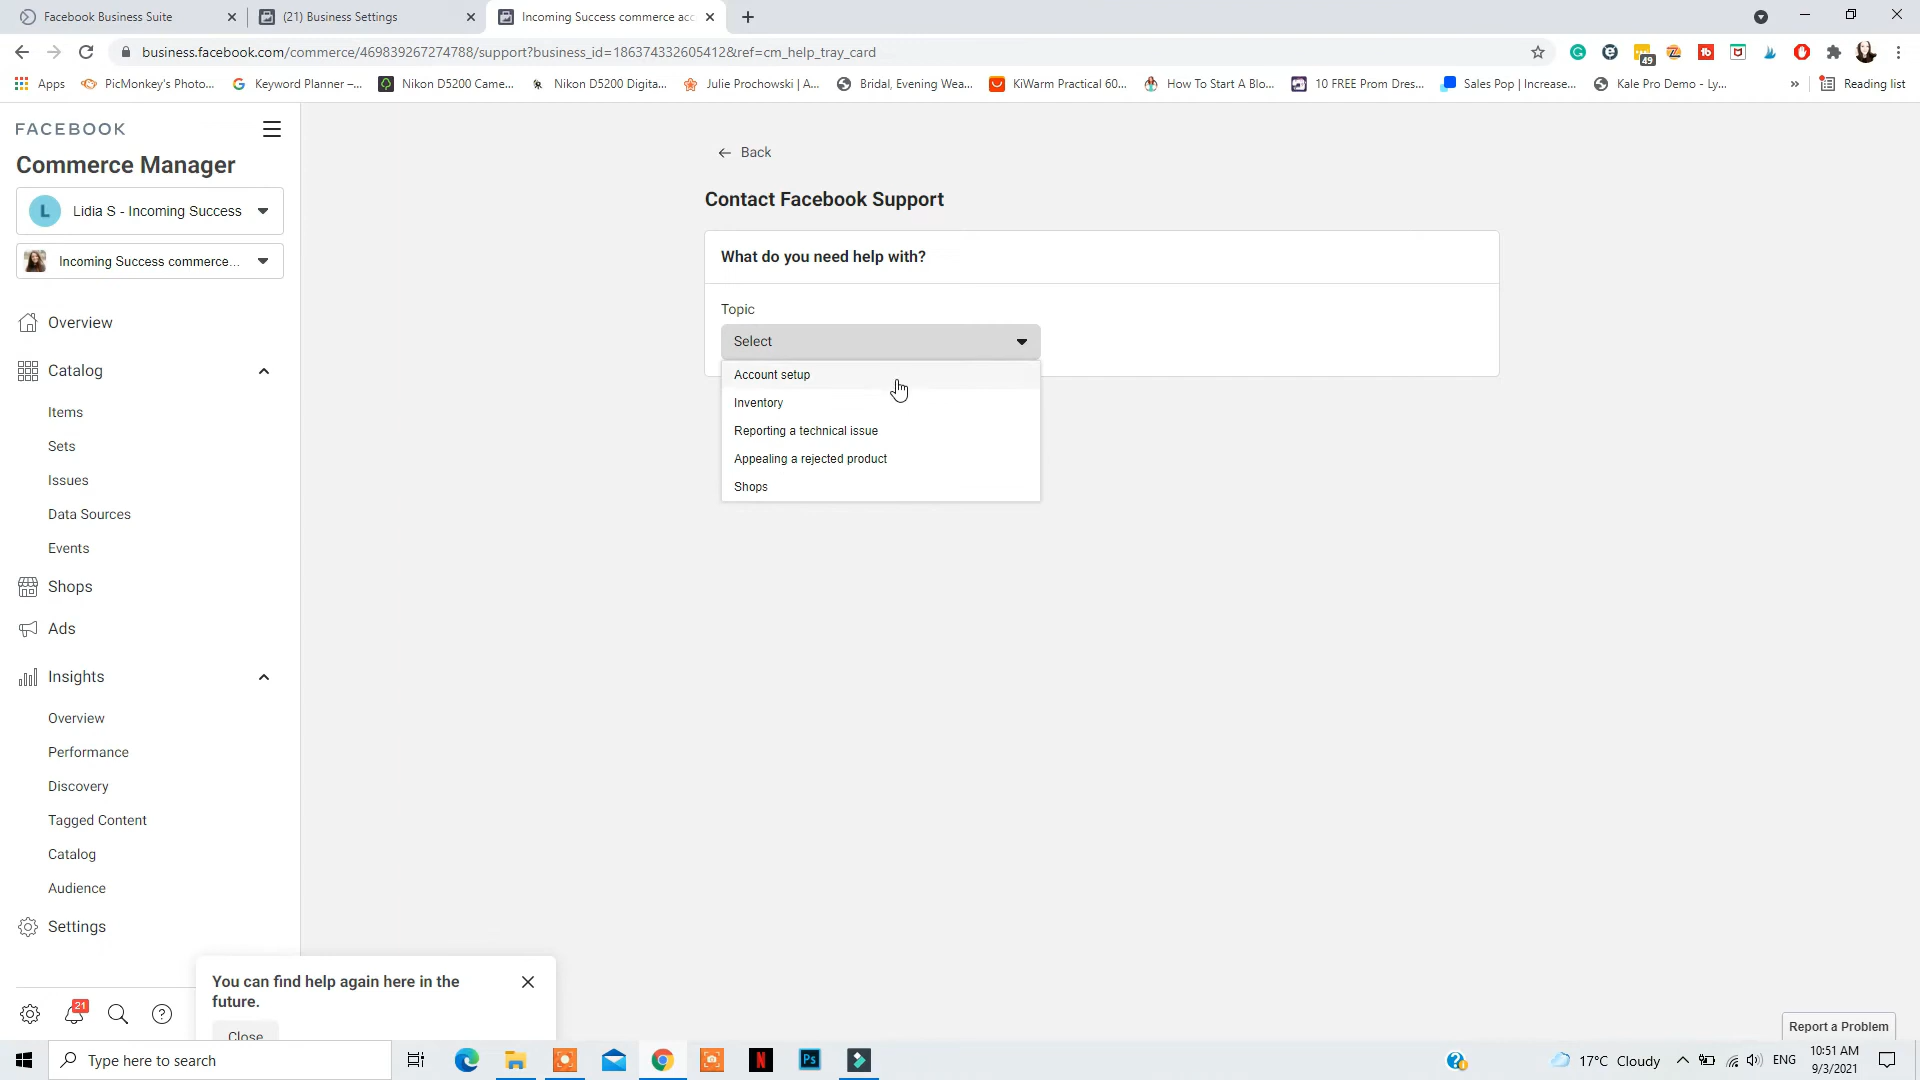 Facebook Business Suite
(21) Business Settings
Incoming Success commerce acc
business.facebook.com/commerce/469839267274788/support?business_id=186374332605412&ref=cm_help_tray_card
49
Apps
PicMonkey's Photo...
Keyword Planner –...
Nikon D5200 Came...
Nikon D5200 Digita...
Julie Prochowski | A...
Bridal, Evening Wea...
KiWarm Practical 60...
How To Start A Blo...
10 FREE Prom Dres...
Sales Pop | Increase...
Kale Pro Demo - Ly...
»
Reading list
FACEBOOK
Commerce Manager
L
Lidia S - Incoming Success
Incoming Success commerce...
Overview
Catalog
Items
Sets
Issues
Data Sources
Events
Shops
Ads
Insights
Overview
Performance
Discovery
Tagged Content
Catalog
Audience
Settings
21
Back
Contact Facebook Support
What do you need help with?
Topic
Select
Account setup
Inventory
Reporting a technical issue
Appealing a rejected product
Shops
You can find help again here in the
future.
Close
Report a Problem
Type here to search
N
Ps
17°C Cloudy
ENG
10:51 AM
9/3/2021